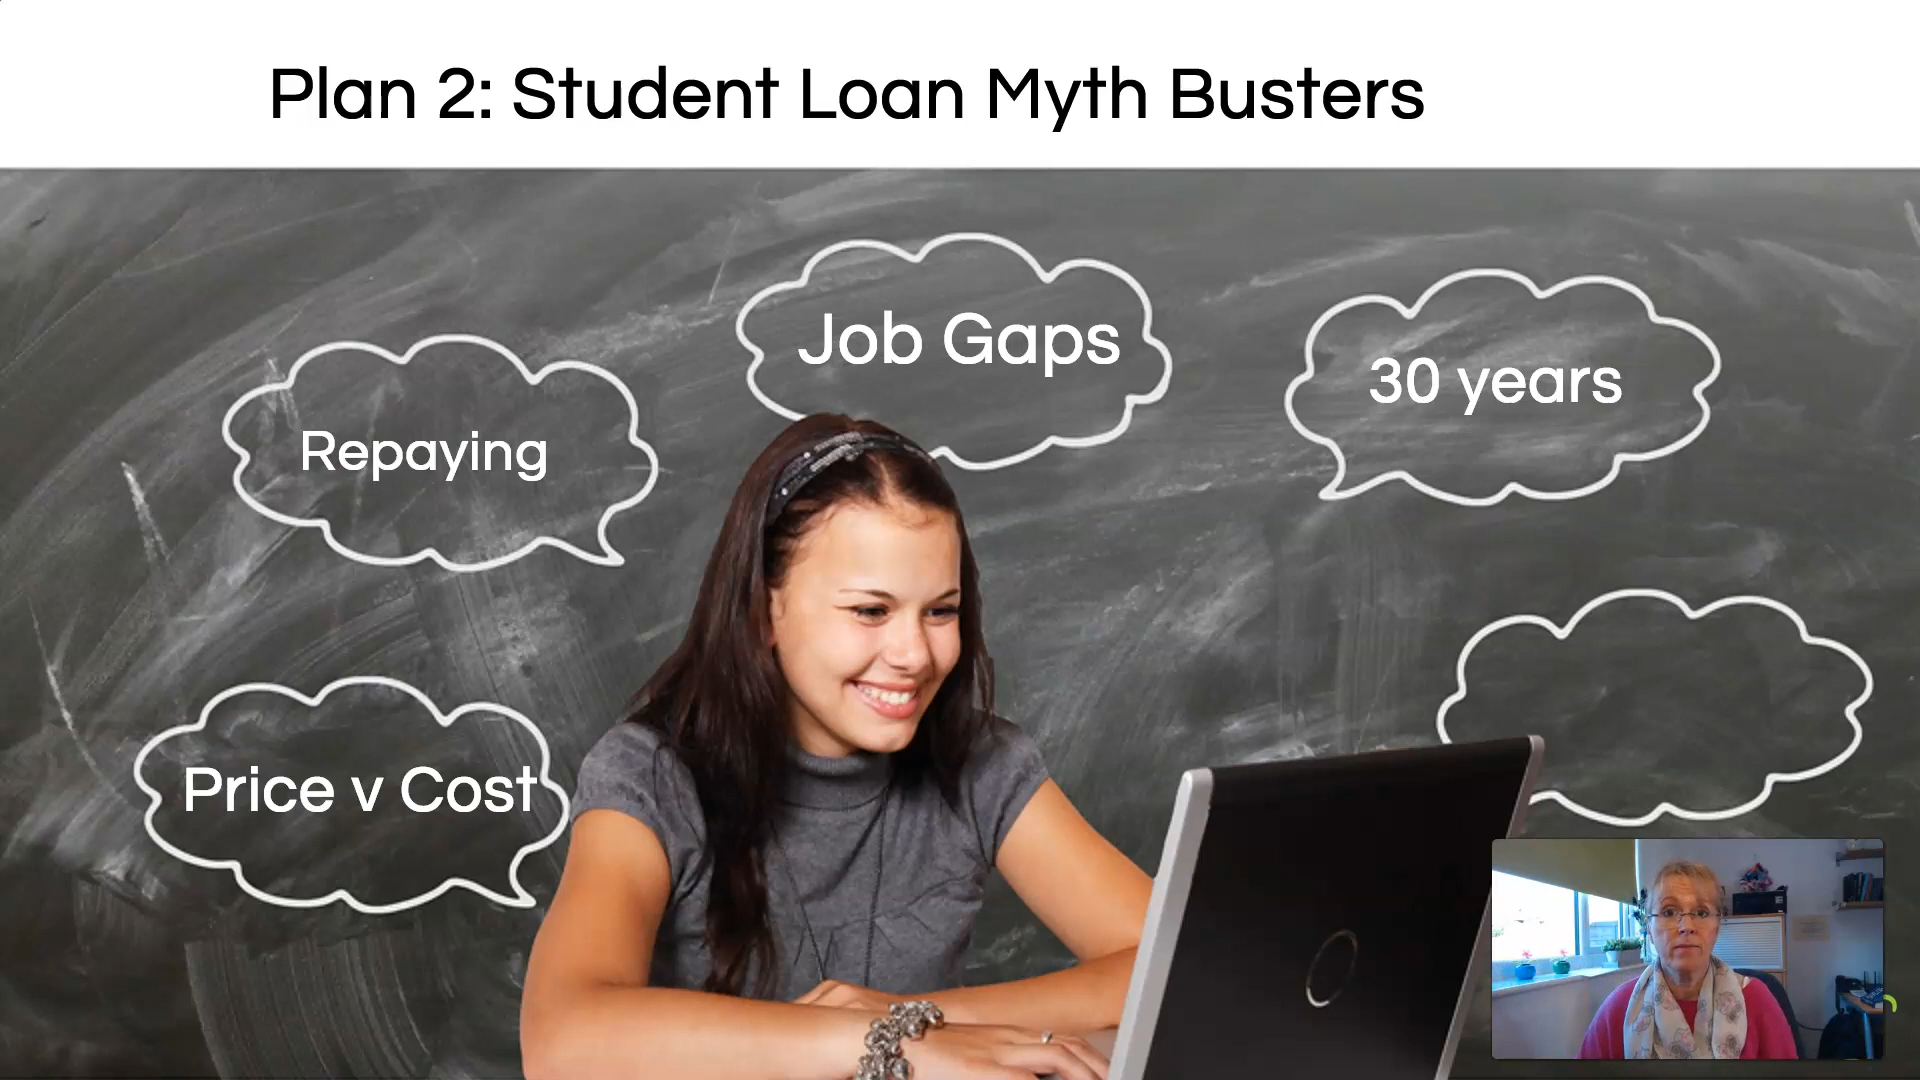 Plan 2: Student Loan Myth Busters
Job Gaps
30 years
Repaying
Price v Cost